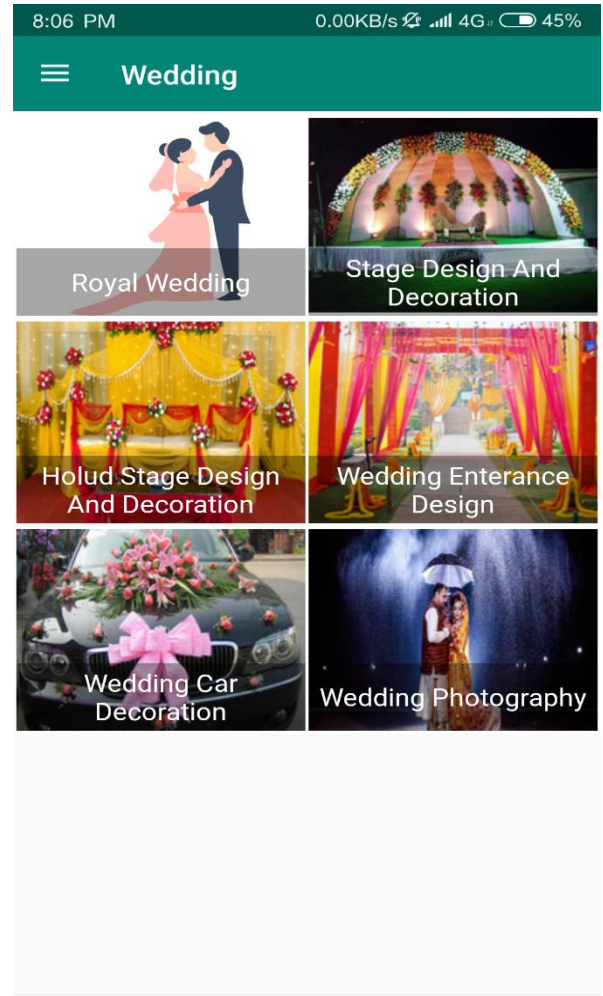 8:06 PM 0.00KB/s 4G 45%
Wedding
Royal Wedding
Stage Design And
Decoration
Holud Stage Design
And Decoration
Wedding Enterance
Design
Wedding Car
Decoration
Wedding Photography